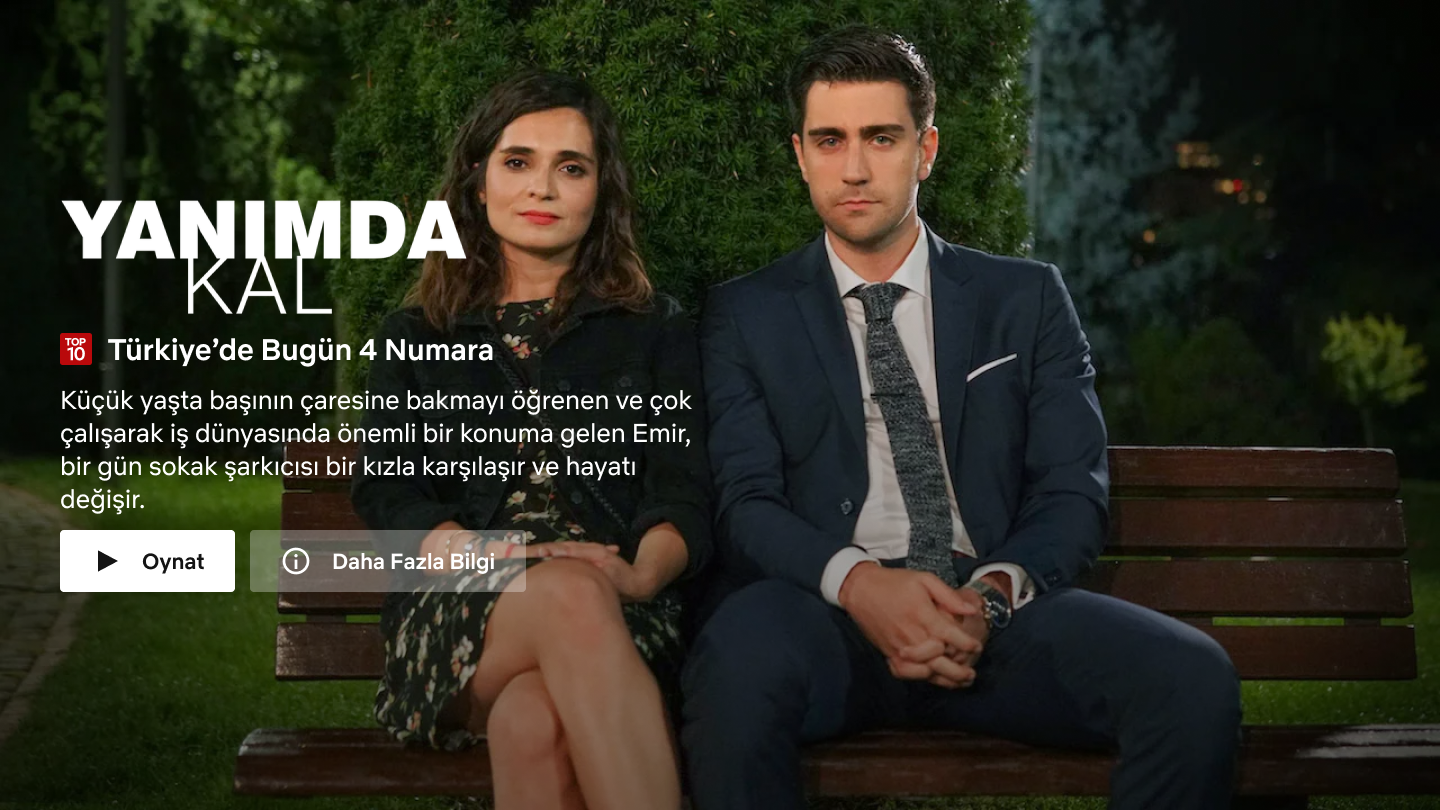 YANIMDA
KAL
TOP
10
Türkiye’de Bugün 4 Numara
Küçük yaşta başının çaresine bakmayı öğrenen ve çok
çalışarak iş dünyasında önemli bir konuma gelen Emir,
bir gün sokak şarkıcısı bir kızla karşılaşır ve hayatı
değişir.
Oynat
Daha Fazla Bilgi